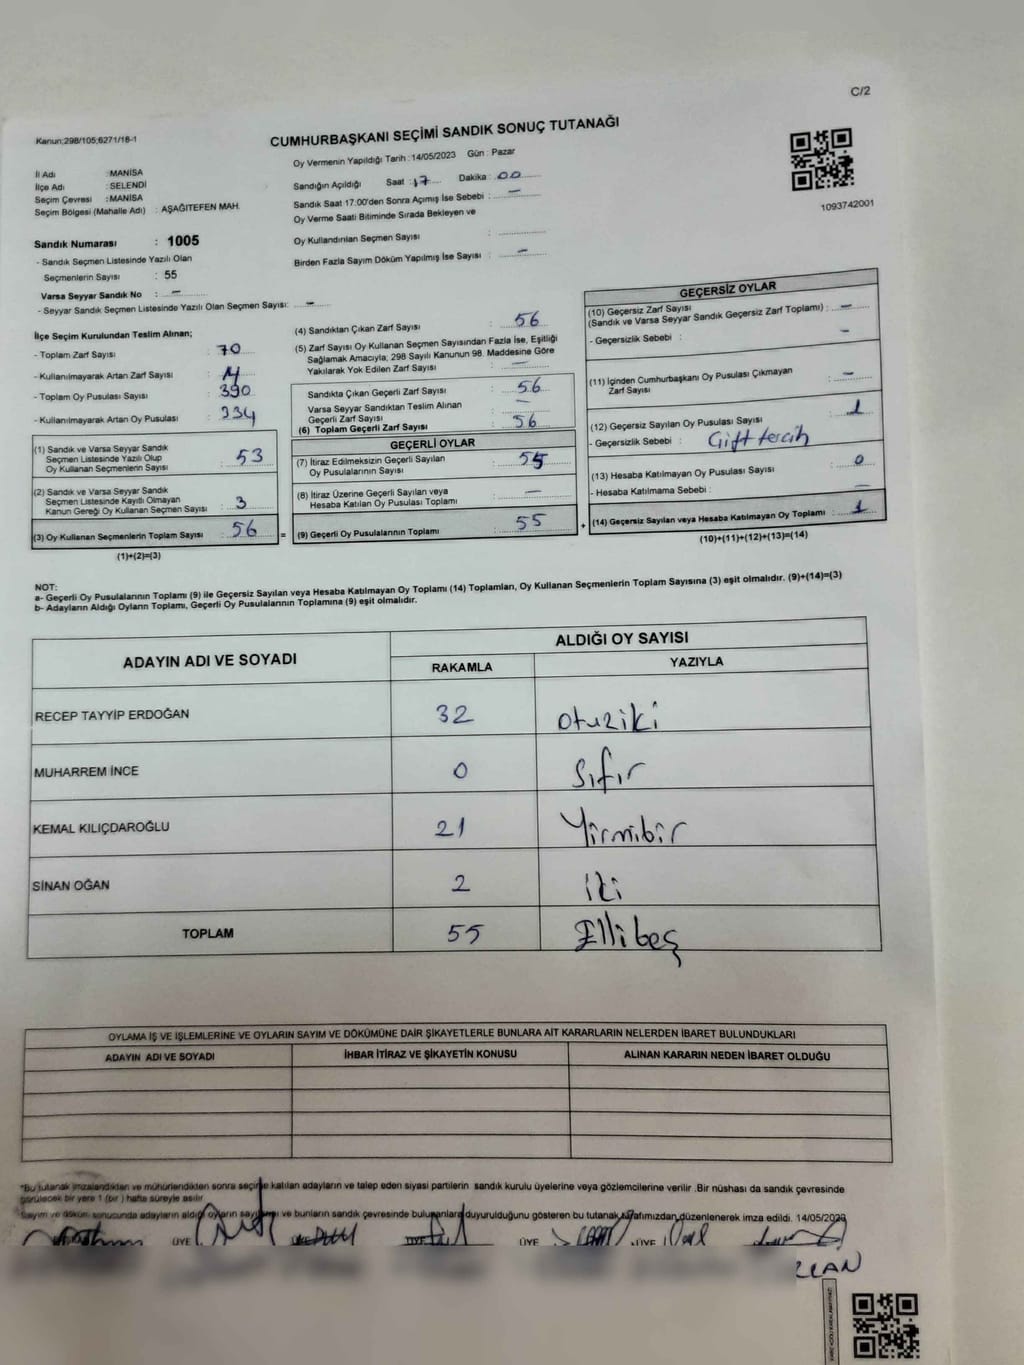 C/2
Kanun;298/105;6271/18-1
CUMHURBAŞKANI SEÇİMİ SANDIK SONUÇ TUTANAĞI
İl Adı : MANİSA
İlçe Adı : SELENDİ
Seçim Çevresi : MANİSA
Seçim Bölgesi (Mahalle Adı) : AŞAĞITEFEN MAH.
Oy Vermenin Yapıldığı Tarih : 14/05/2023 Gün : Pazar
Sandığın Açıldığı Saat : 17 Dakika : 00
Sandık Saat 17:00'den Sonra Açımış İse Sebebi : -
Oy Verme Saati Bitiminde Sırada Bekleyen ve
Oy Kullandırılan Seçmen Sayısı :
Birden Fazla Sayım Döküm Yapılmış İse Sayısı : -
1093742001
Sandık Numarası : 1005
- Sandık Seçmen Listesinde Yazılı Olan
Seçmenlerin Sayısı : 55
Varsa Seyyar Sandık No : -
- Seyyar Sandık Seçmen Listesinde Yazılı Olan Seçmen Sayısı: -
İlçe Seçim Kurulundan Teslim Alınan;
- Toplam Zarf Sayısı : 70
- Kullanılmayarak Artan Zarf Sayısı :
- Toplam Oy Pusulası Sayısı : 390
- Kullanılmayarak Artan Oy Pusulası : 334
(1) Sandık ve Varsa Seyyar Sandık
Seçmen Listesinde Yazılı Olup
Oy Kullanan Seçmenlerin Sayısı : 53
(2) Sandık ve Varsa Seyyar Sandık
Seçmen Listesinde Kayıtlı Olmayan
Kanun Gereği Oy Kullanan Seçmen Sayısı : 3
(3) Oy Kullanan Seçmenlerin Toplam Sayısı : 56
(1)+(2)=(3)
(4) Sandıktan Çıkan Zarf Sayısı : 56
(5) Zarf Sayısı Oy Kullanan Seçmen Sayısından Fazla İse, Eşitliği
Sağlamak Amacıyla; 298 Sayılı Kanunun 98. Maddesine Göre
Yakılarak Yok Edilen Zarf Sayısı : -
Sandıkta Çıkan Geçerli Zarf Sayısı : 56
Varsa Seyyar Sandıktan Teslim Alınan
Geçerli Zarf Sayısı : -
(6) Toplam Geçerli Zarf Sayısı : 56
GEÇERLİ OYLAR
(7) İtiraz Edilmeksizin Geçerli Sayılan
Oy Pusulalarının Sayısı : 55
(8) İtiraz Üzerine Geçerli Sayılan veya
Hesaba Katılan Oy Pusulası Toplamı : -
= (9) Geçerli Oy Pusulalarının Toplamı : 55
GEÇERSİZ OYLAR
(10) Geçersiz Zarf Sayısı
(Sandık ve Varsa Seyyar Sandık Geçersiz Zarf Toplamı) : -
- Geçersizlik Sebebi : -
(11) İçinden Cumhurbaşkanı Oy Pusulası Çıkmayan
Zarf Sayısı : -
(12) Geçersiz Sayılan Oy Pusulası Sayısı : 1
- Geçersizlik Sebebi : Çift tercih
(13) Hesaba Katılmayan Oy Pusulası Sayısı : 0
- Hesaba Katılmama Sebebi : -
+ (14) Geçersiz Sayılan veya Hesaba Katılmayan Oy Toplamı : 1
(10)+(11)+(12)+(13)=(14)
NOT:
a- Geçerli Oy Pusulalarının Toplamı (9) ile Geçersiz Sayılan veya Hesaba Katılmayan Oy Toplamı (14) Toplamları, Oy Kullanan Seçmenlerin Toplam Sayısına (3) eşit olmalıdır. (9)+(14)=(3)
b- Adayların Aldığı Oyların Toplamı, Geçerli Oy Pusulalarının Toplamına (9) eşit olmalıdır.
ADAYIN ADI VE SOYADI ALDIĞI OY SAYISI
RAKAMLA YAZIYLA
RECEP TAYYİP ERDOĞAN 32 otuziki
MUHARREM İNCE 0 Sıfır
KEMAL KILIÇDAROĞLU 21 Yirmibir
SİNAN OĞAN 2 iki
TOPLAM 55 Ellibeş
OYLAMA İŞ VE İŞLEMLERİNE VE OYLARIN SAYIM VE DÖKÜMÜNE DAİR ŞİKAYETLERLE BUNLARA AİT KARARLARIN NELERDEN İBARET BULUNDUKLARI
ADAYIN ADI VE SOYADI İHBAR İTİRAZ VE ŞİKAYETİN KONUSU ALINAN KARARIN NEDEN İBARET OLDUĞU
*Bu tutanak imzalandıktan ve mühürlendikten sonra seçime katılan adayların ve talep eden siyasi partilerin sandık kurulu üyelerine veya gözlemcilerine verilir .Bir nüshası da sandık çevresinde
görülecek bir yere 1 (bir ) hafta süreyle asılır.
*Sayım ve döküm sonucunda adayların aldığı oyların sayılması ve bunların sandık çevresinde bulunanlara duyurulduğunu gösteren bu tutanak tarafımızdan düzenlenerek imza edildi. 14/05/2023
ÜYE ÜYE ÜYE ÜYE ÜYE